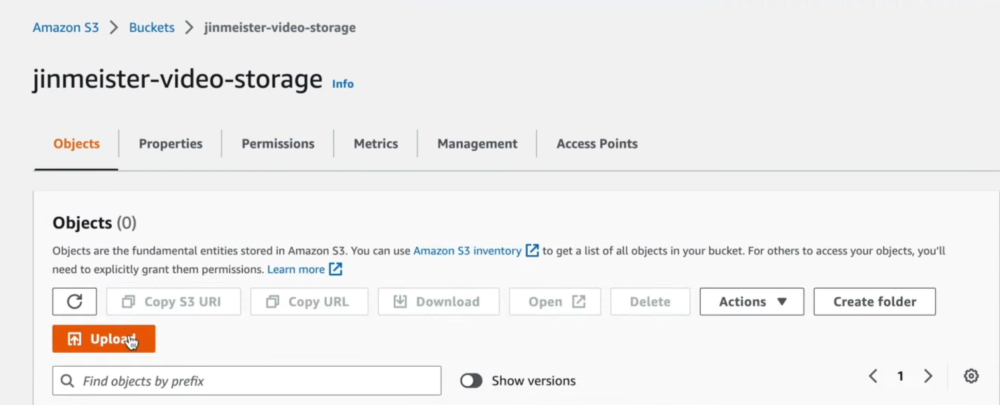 Amazon S3 > Buckets > jinmeister-video-storage
jinmeister-video-storage Info
Objects Properties Permissions Metrics Management Access Points
Objects (0)
Objects are the fundamental entities stored in Amazon S3. You can use Amazon S3 inventory to get a list of all objects in your bucket. For others to access your objects, you'll
need to explicitly grant them permissions. Learn more
Copy S3 URI Copy URL Download Open Delete Actions Create folder
Upload
Find objects by prefix Show versions 1